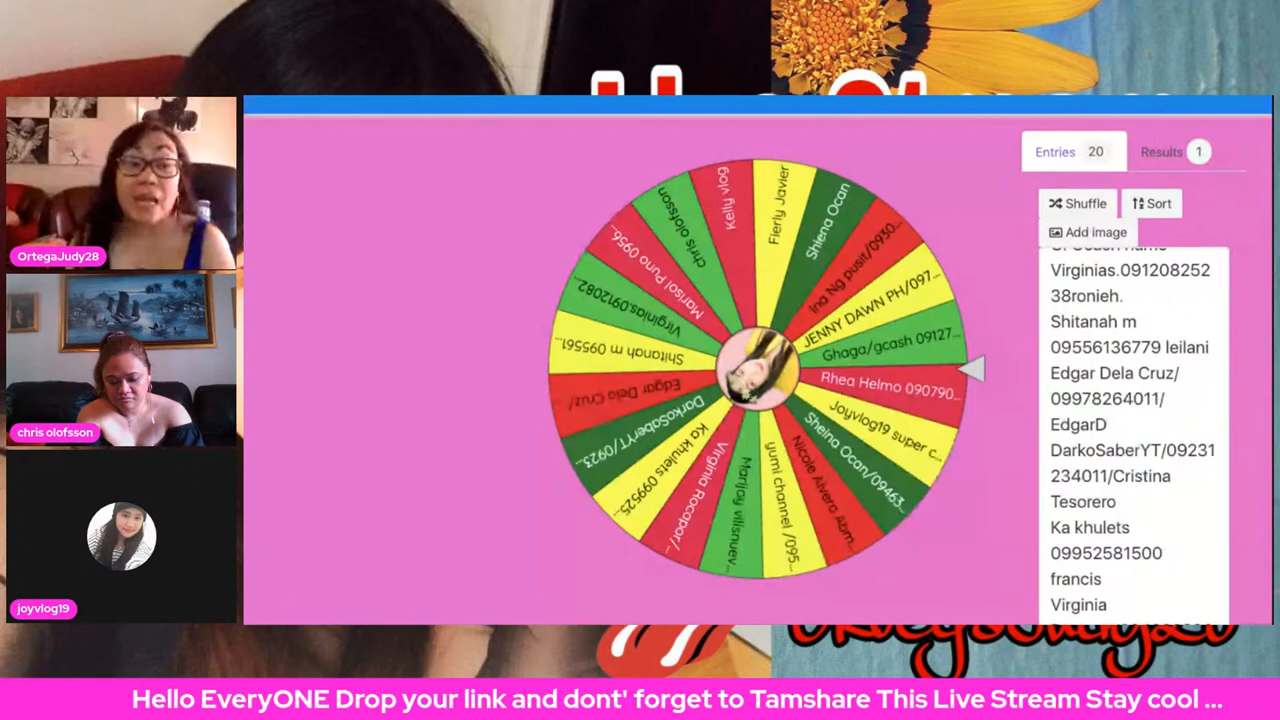 OrtegaJudy28
chris olofsson
joyvlog19
Kelly vlog
Fierly Javier
Shiena Ocan
Ina Ng pusit/0930...
JENNY DAWN PH/097...
Ghaga/gcash 09127...
Rhea Helmo 090790...
Joyvlog19 super c...
Sheina Ocan/09463...
Nicole Alvero Abm...
yumi channel /095...
Marijoy villanuev...
Virginia Rocapor/...
Ka khulets 099525...
DarkoSaberYT/0923...
Edgar Dela Cruz/
Shitanah m 095561...
Virginias.0912082...
Marisol Puno 0956...
chris olofsson
Entries 20
Results 1
Shuffle
Sort
Add image
Virginias.091208252
38ronieh.
Shitanah m
09556136779 leilani
Edgar Dela Cruz/
09978264011/
EdgarD
DarkoSaberYT/09231
234011/Cristina
Tesorero
Ka khulets
09952581500
francis
Virginia
Hello EveryONE Drop your link and dont' forget to Tamshare This Live Stream Stay cool ...